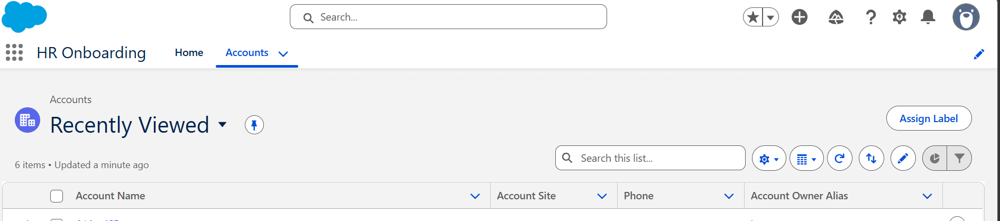 Search...
HR Onboarding Home Accounts
Accounts
Recently Viewed
Assign Label
6 items • Updated a minute ago
Search this list...
Account Name Account Site Phone Account Owner Alias